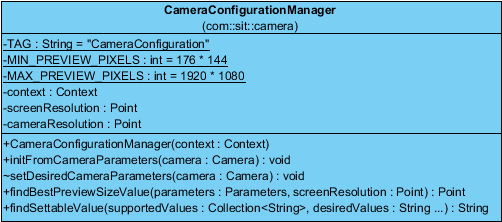 CameraConfigurationManager
(com::sit::camera)
-TAG : String = "CameraConfiguration"
-MIN_PREVIEW_PIXELS : int = 176 * 144
-MAX_PREVIEW_PIXELS : int = 1920 * 1080
-context : Context
-screenResolution : Point
-cameraResolution : Point
+CameraConfigurationManager(context : Context)
+initFromCameraParameters(camera : Camera) : void
~setDesiredCameraParameters(camera : Camera) : void
+findBestPreviewSizeValue(parameters : Parameters, screenResolution : Point) : Point
+findSettableValue(supportedValues : Collection<String>, desiredValues : String ...) : String